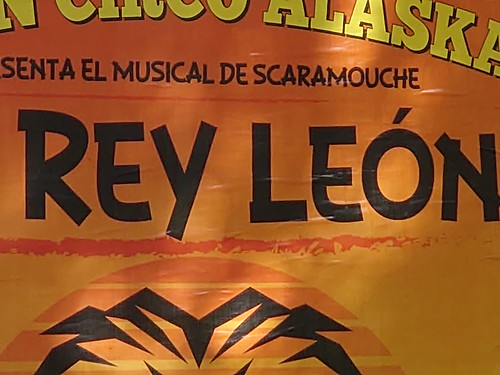 N CIRCO ALASKA
SENTA EL MUSICAL DE SCARAMOUCHE
REY LEÓN